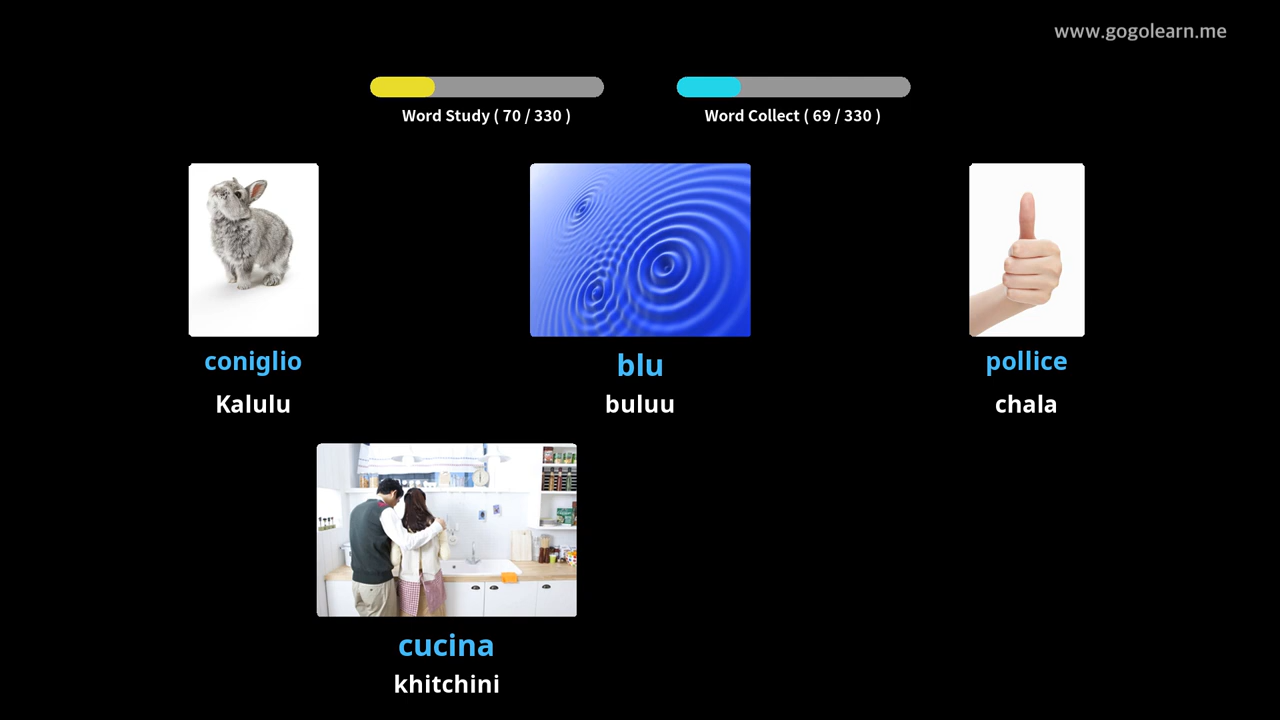 www.gogolearn.me
Word Study ( 70 / 330 )
Word Collect ( 69 / 330 )
coniglio
Kalulu
blu
buluu
pollice
chala
cucina
khitchini